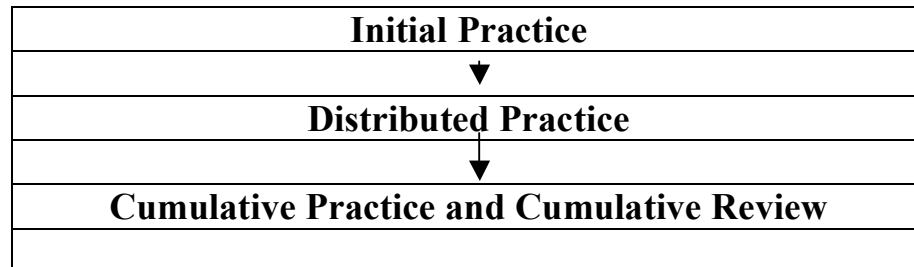 Initial Practice
Distributed Practice
Cumulative Practice and Cumulative Review